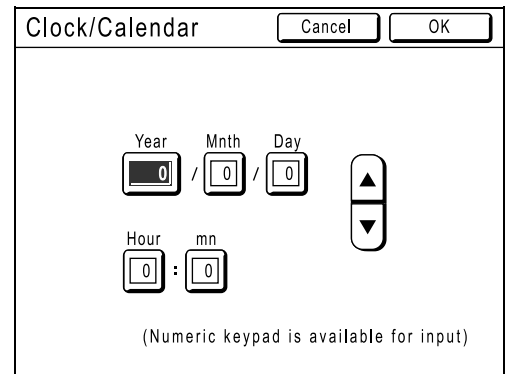 Clock/Calendar Cancel OK
Year Mnth Day
0 / 0 / 0
Hour mn
0 : 0
(Numeric keypad is available for input)